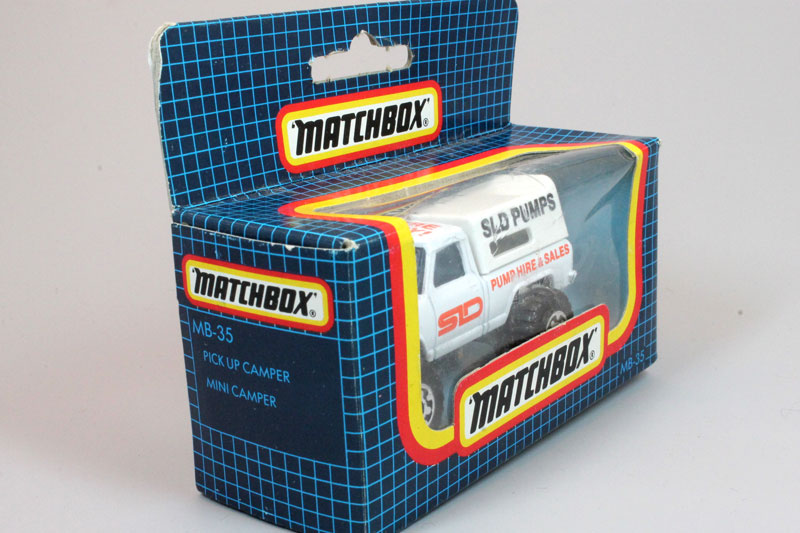 "MATCHBOX"®
"MATCHBOX"®
MB-35
PICK UP CAMPER
MINI CAMPER
SLD PUMPS
PUMP HIRE & SALES
SLD
"MATCHBOX"®
MB-35